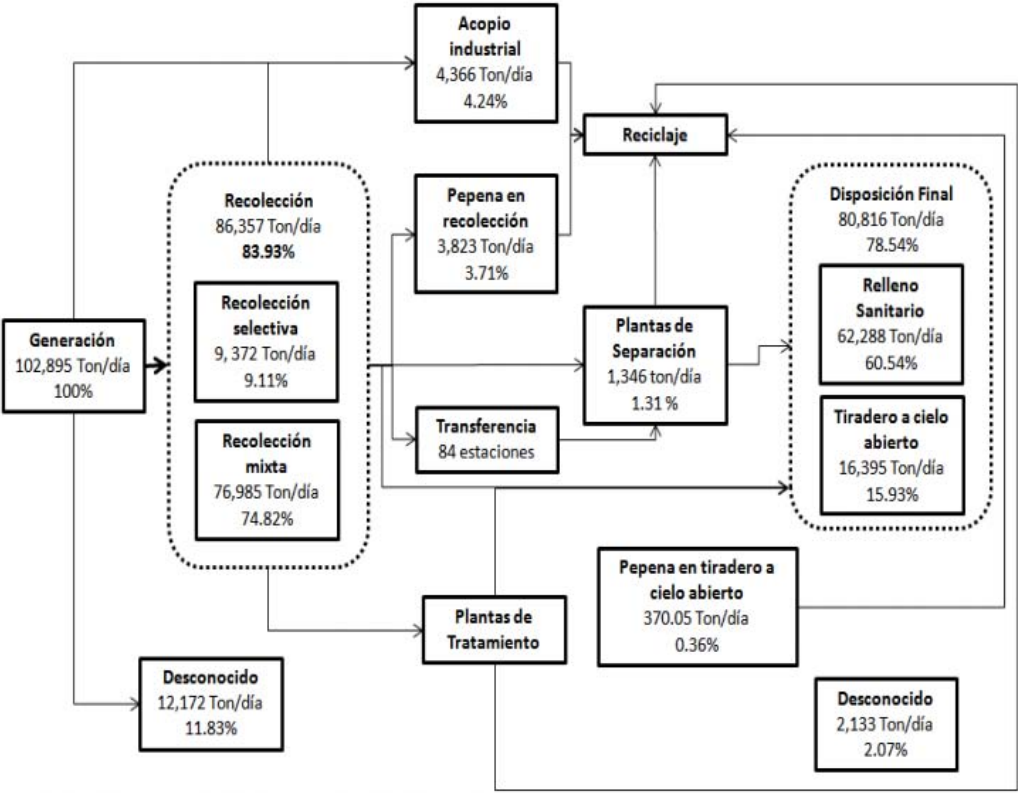 Acopio
industrial
4,366 Ton/día
4.24%
Reciclaje
Recolección
86,357 Ton/día
83.93%
Pepena en
recolección
3,823 Ton/día
3.71%
Disposición Final
80,816 Ton/día
78.54%
Recolección
selectiva
9, 372 Ton/día
9.11%
Relleno
Sanitario
62,288 Ton/día
60.54%
Generación
102,895 Ton/día
100%
Plantas de
Separación
1,346 ton/día
1.31 %
Recolección
mixta
76,985 Ton/día
74.82%
Transferencia
84 estaciones
Tiradero a cielo
abierto
16,395 Ton/día
15.93%
Pepena en tiradero a
cielo abierto
370.05 Ton/día
0.36%
Plantas de
Tratamiento
Desconocido
12,172 Ton/día
11.83%
Desconocido
2,133 Ton/día
2.07%